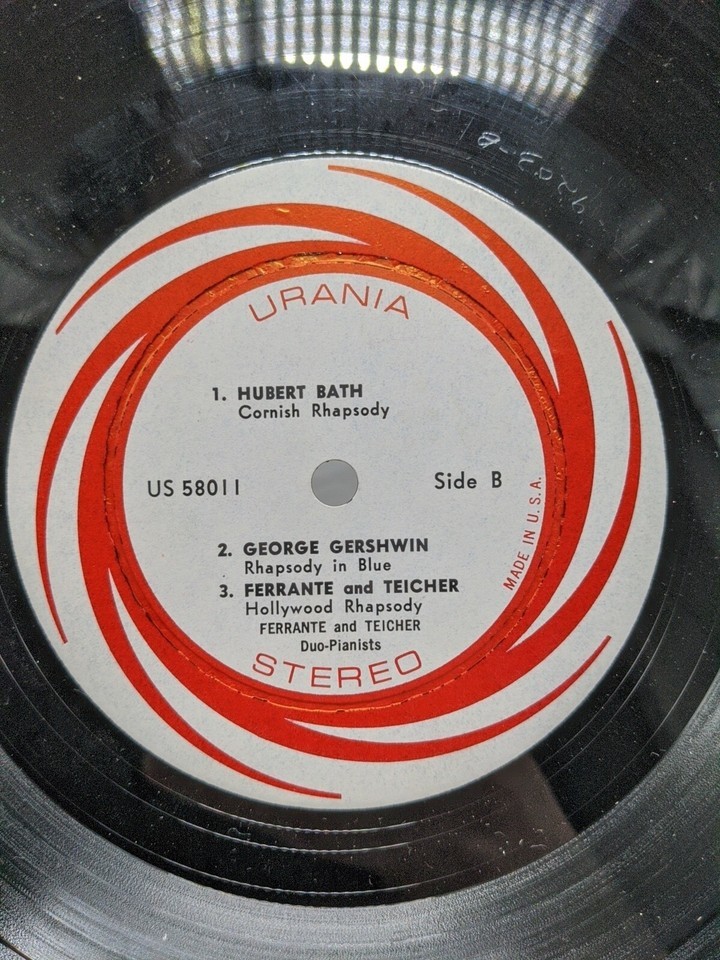 URANIA
1. HUBERT BATH
Cornish Rhapsody
US 58011
Side B
MADE IN U.S.A.
2. GEORGE GERSHWIN
Rhapsody in Blue
3. FERRANTE and TEICHER
Hollywood Rhapsody
FERRANTE and TEICHER
Duo-Pianists
STEREO